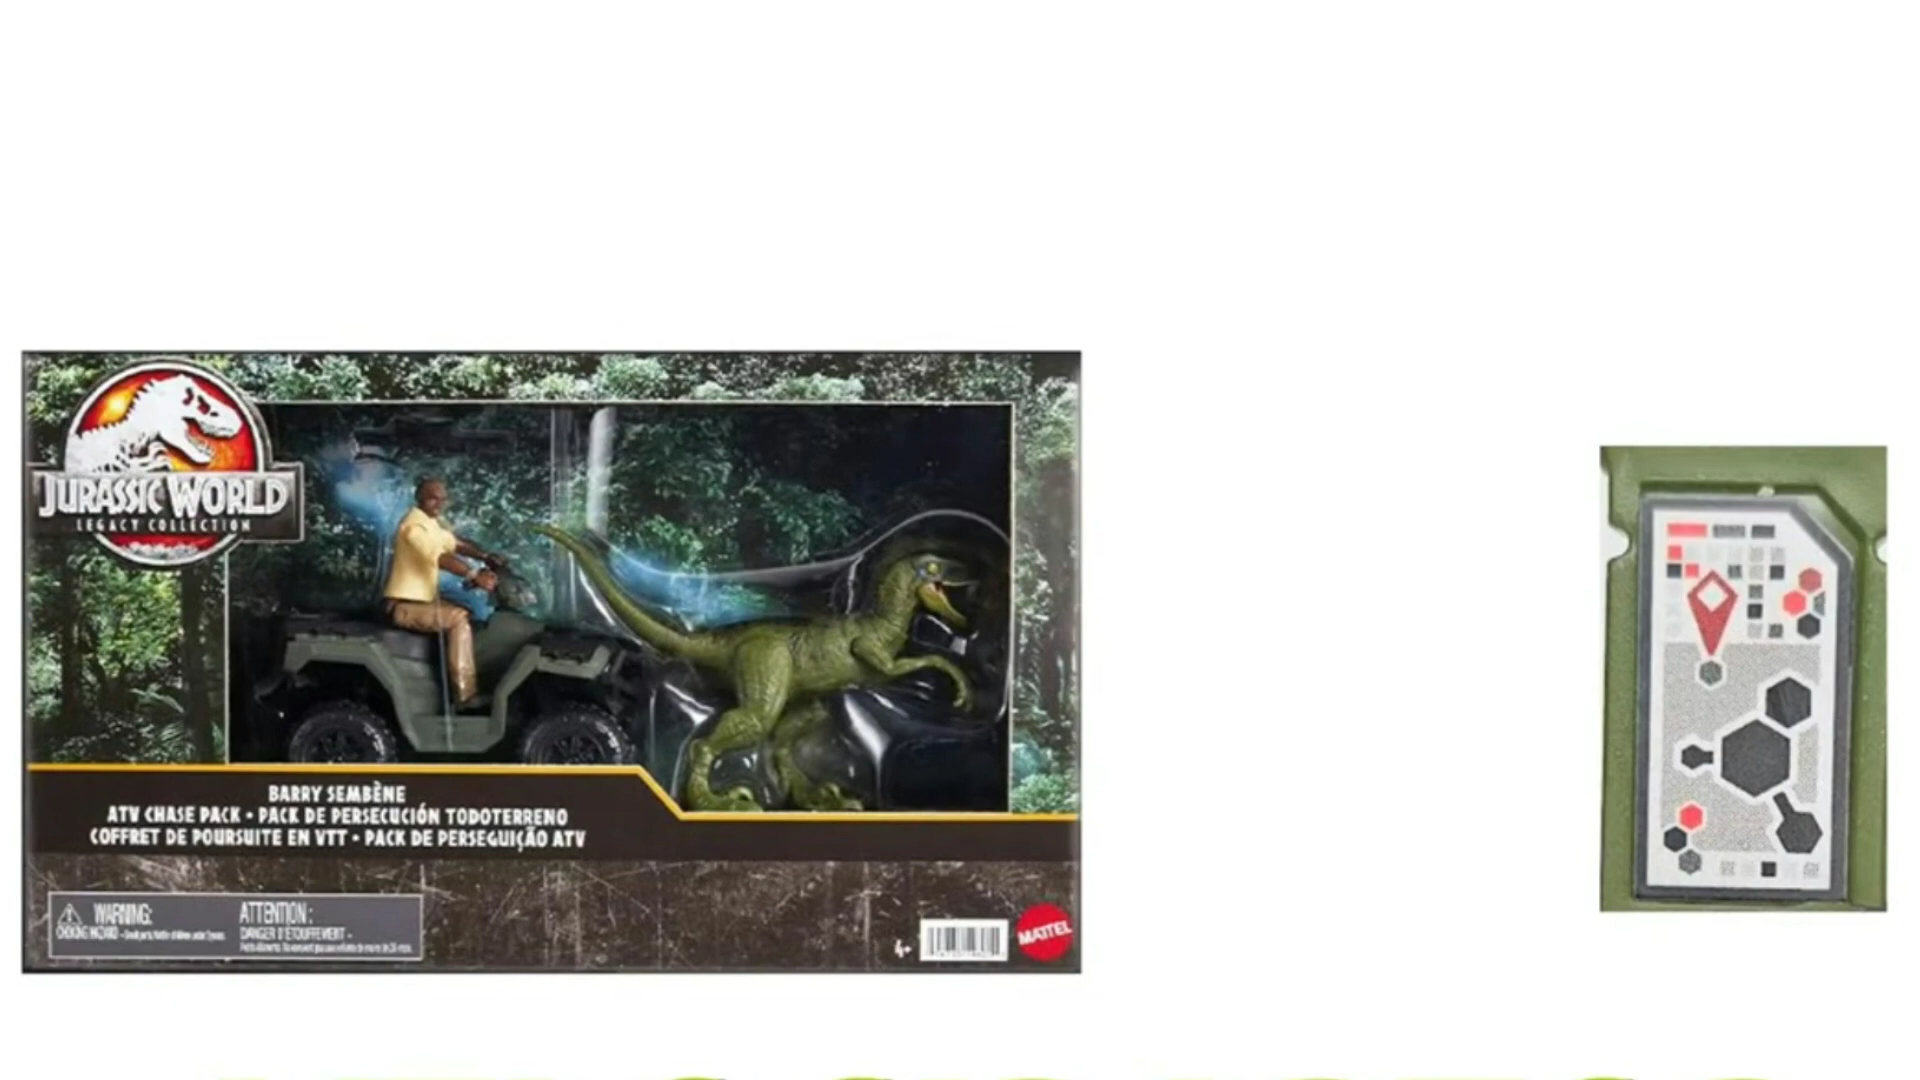 JURASSIC WORLD
LEGACY COLLECTION
BARRY SEMBÈNE
ATV CHASE PACK • PACK DE PERSECUCIÓN TODOTERRENO
COFFRET DE POURSUITE EN VTT • PACK DE PERSEGUIÇÃO ATV
WARNING:
CHOKING HAZARD -
ATTENTION :
DANGER D'ÉTOUFFEMENT -
4+
MATTEL